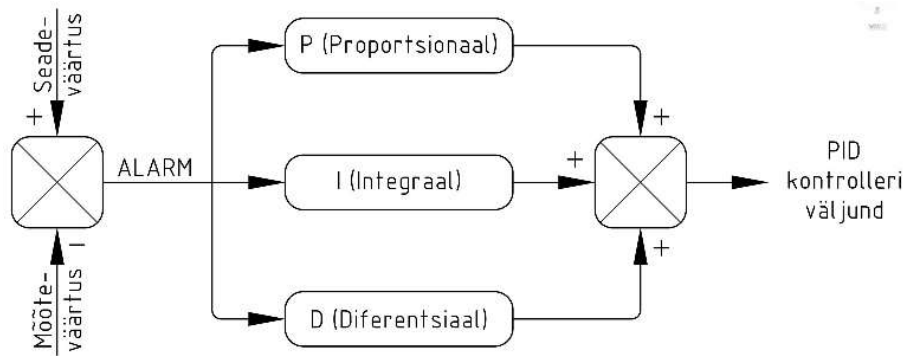 Seade-
väärtus
+
P (Proportsionaal)
+
ALARM
I (Integraal)
+
PID
kontrolleri
väljund
Mõõte-
väärtus
−
D (Diferentsiaal)
+